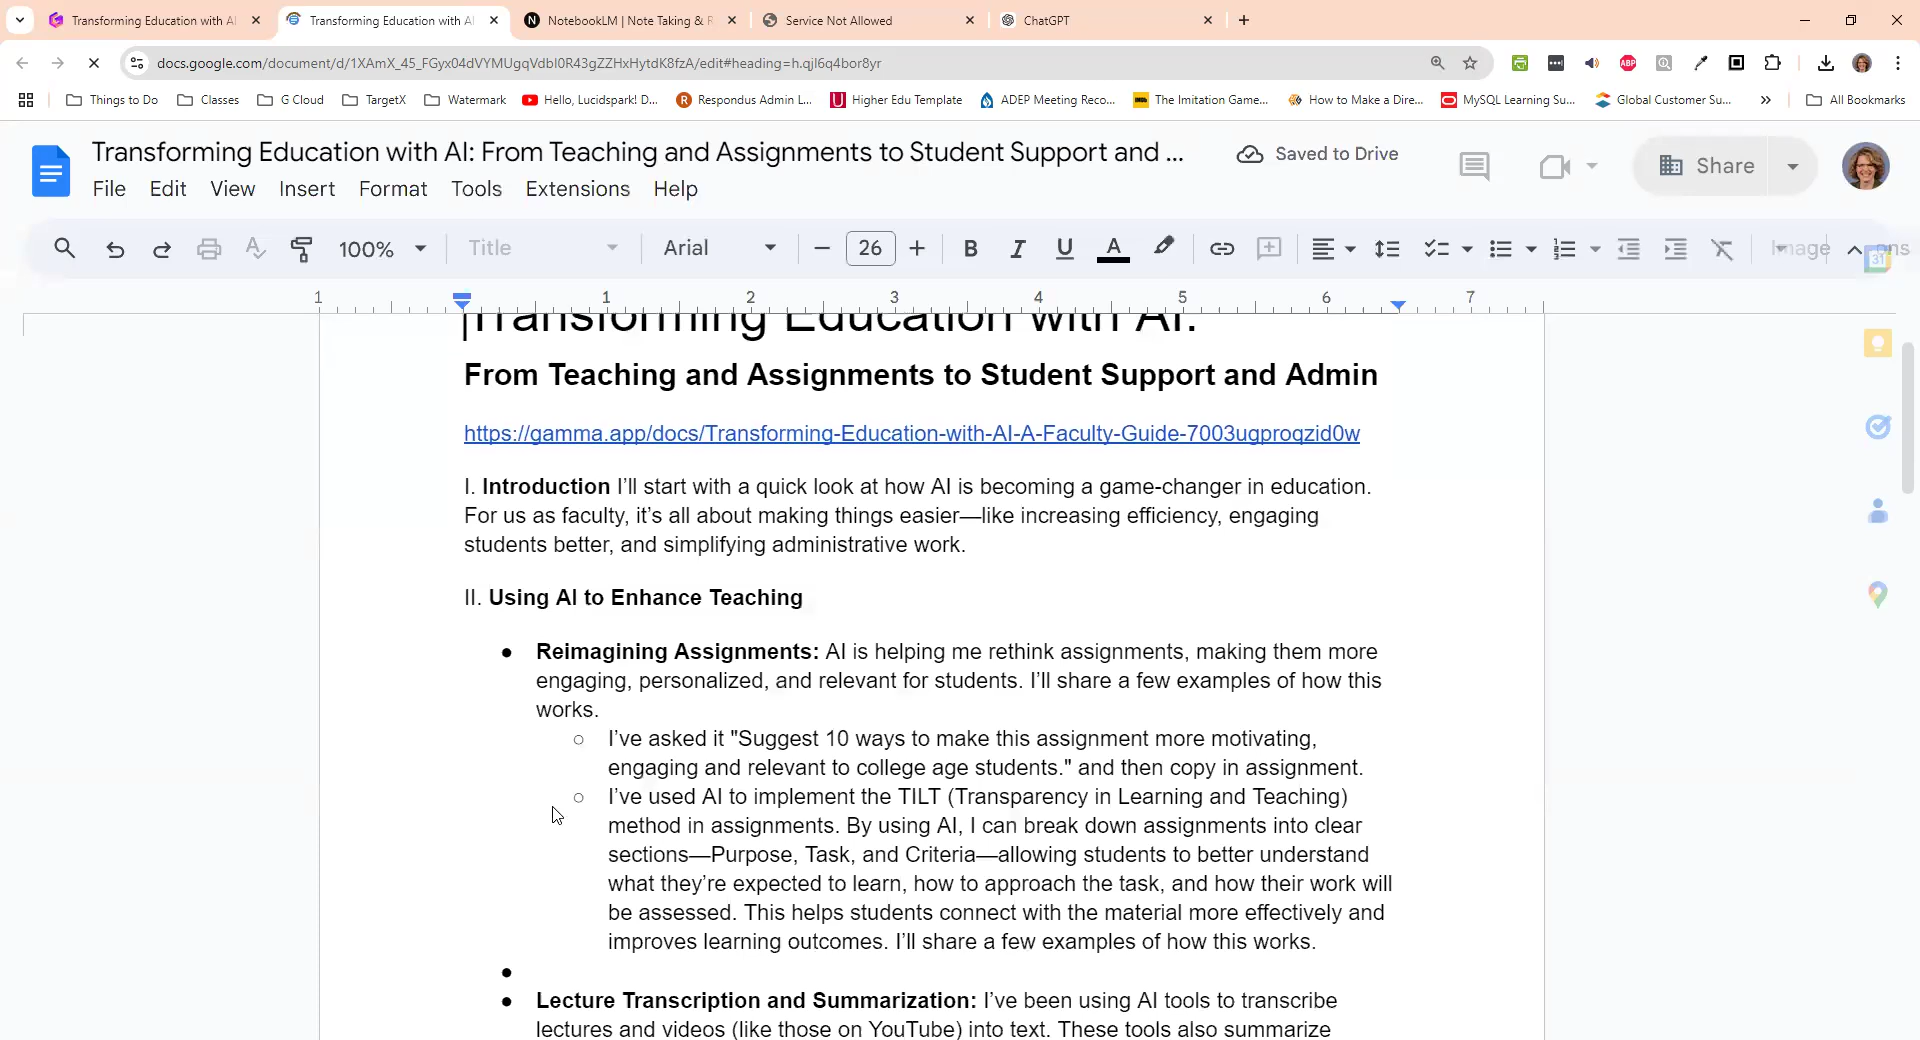 Transforming Education with AI
Transforming Education with AI
NotebookLM | Note Taking & R
Service Not Allowed
ChatGPT
docs.google.com/document/d/1XAmX_45_FGyx04dVYMUgqVdbI0R43gZZHxHytdK8fzA/edit#heading=h.qjl6q4bor8yr
Things to Do
Classes
G Cloud
TargetX
Watermark
Hello, Lucidspark! D...
Respondus Admin L...
Higher Edu Template
ADEP Meeting Reco...
The Imitation Game...
How to Make a Dire...
MySQL Learning Su...
Global Customer Su...
All Bookmarks
Transforming Education with AI: From Teaching and Assignments to Student Support and ...
Saved to Drive
Share
File Edit View Insert Format Tools Extensions Help
100% Title Arial 26 B I U A Image
1 1 2 3 4 5 6 7
Transforming Education with AI:
From Teaching and Assignments to Student Support and Admin
https://gamma.app/docs/Transforming-Education-with-AI-A-Faculty-Guide-7003ugproqzid0w
I. Introduction I’ll start with a quick look at how AI is becoming a game-changer in education.
For us as faculty, it’s all about making things easier—like increasing efficiency, engaging
students better, and simplifying administrative work.
II. Using AI to Enhance Teaching
● Reimagining Assignments: AI is helping me rethink assignments, making them more
engaging, personalized, and relevant for students. I’ll share a few examples of how this
works.
○ I’ve asked it "Suggest 10 ways to make this assignment more motivating,
engaging and relevant to college age students." and then copy in assignment.
○ I’ve used AI to implement the TILT (Transparency in Learning and Teaching)
method in assignments. By using AI, I can break down assignments into clear
sections—Purpose, Task, and Criteria—allowing students to better understand
what they’re expected to learn, how to approach the task, and how their work will
be assessed. This helps students connect with the material more effectively and
improves learning outcomes. I’ll share a few examples of how this works.
●
● Lecture Transcription and Summarization: I’ve been using AI tools to transcribe
lectures and videos (like those on YouTube) into text. These tools also summarize